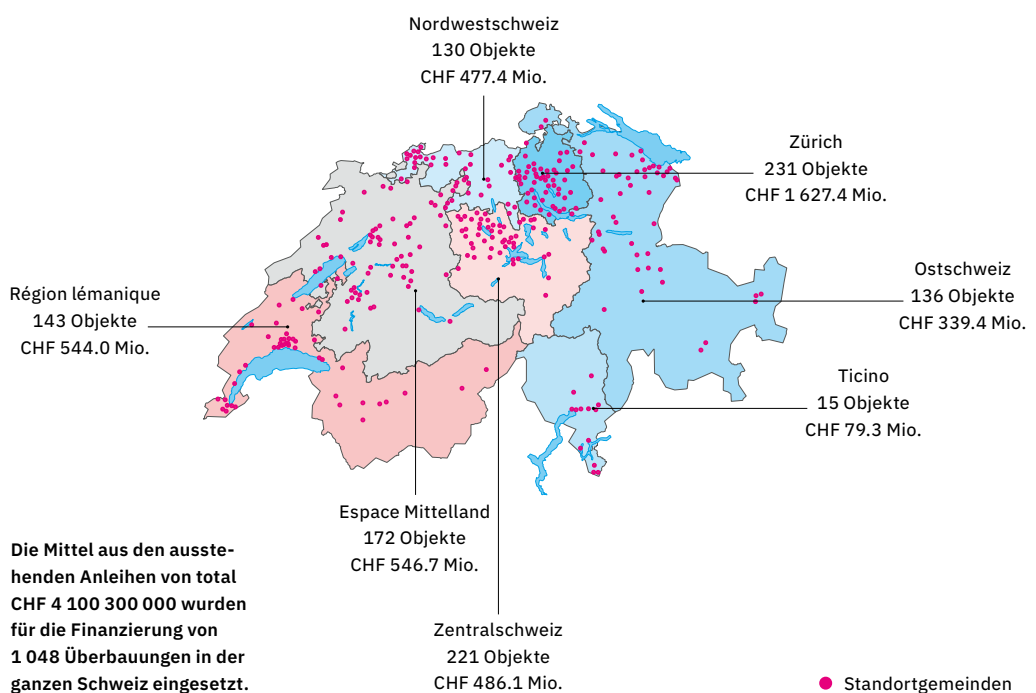 Nordwestschweiz
130 Objekte
CHF 477.4 Mio.
Zürich
231 Objekte
CHF 1 627.4 Mio.
Ostschweiz
136 Objekte
CHF 339.4 Mio.
Région lémanique
143 Objekte
CHF 544.0 Mio.
Ticino
15 Objekte
CHF 79.3 Mio.
Espace Mittelland
172 Objekte
CHF 546.7 Mio.
Zentralschweiz
221 Objekte
CHF 486.1 Mio.
Die Mittel aus den ausste-
henden Anleihen von total
CHF 4 100 300 000 wurden
für die Finanzierung von
1 048 Überbauungen in der
ganzen Schweiz eingesetzt.
Standortgemeinden